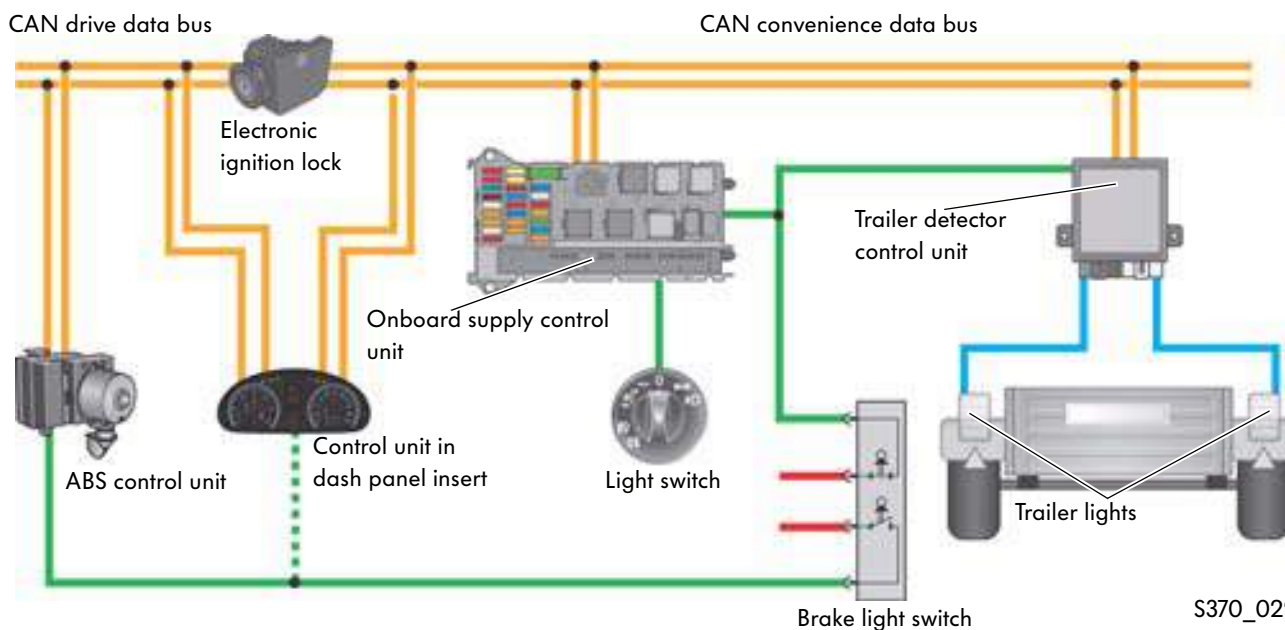 CAN drive data bus
CAN convenience data bus
Electronic
ignition lock
Trailer detector
control unit
Onboard supply control
unit
ABS control unit
Control unit in
dash panel insert
Light switch
Trailer lights
Brake light switch